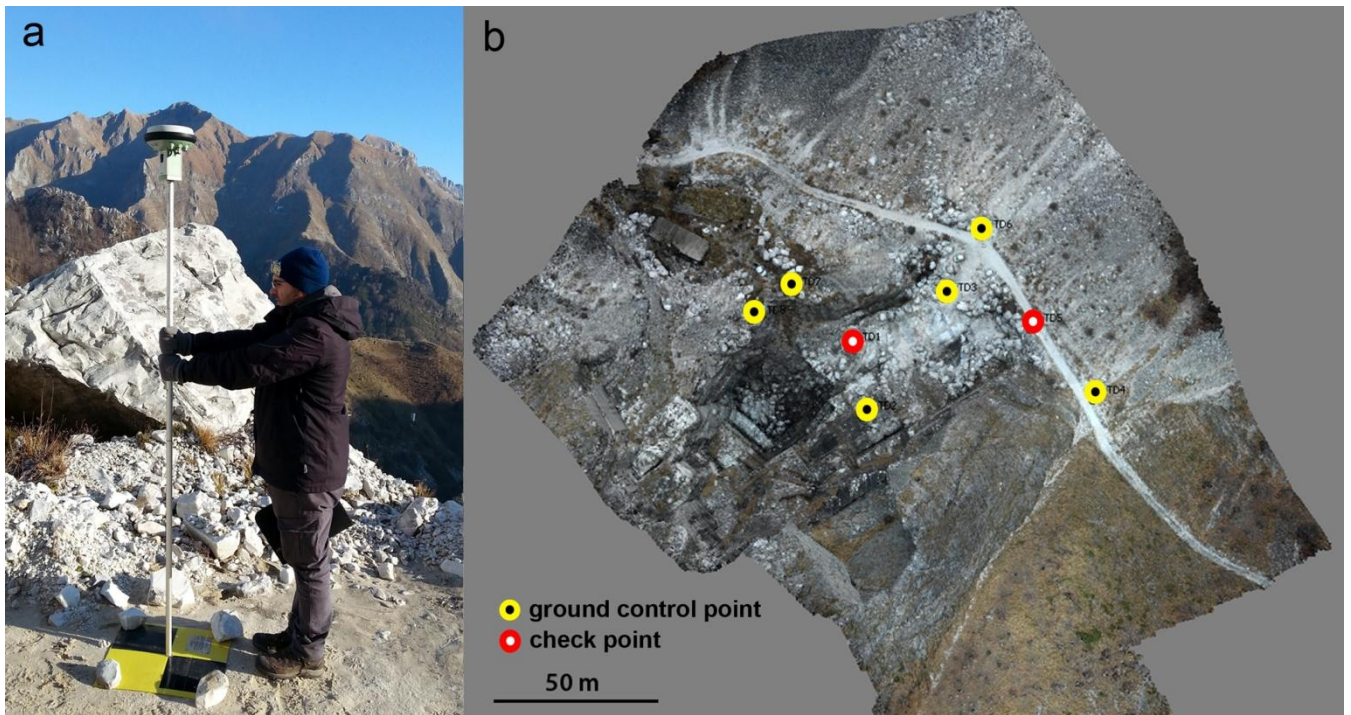 a
b
TD6
TD7
TD3
TD5
TD1
TD4
TD2
ground control point
check point
50 m